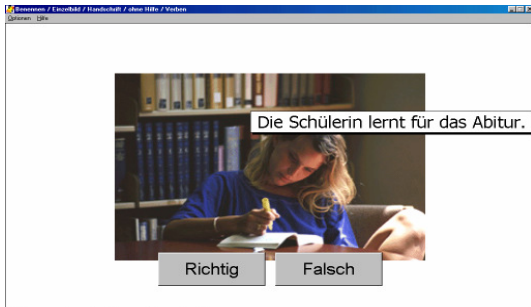 Benennen / Einzelbild / Handschrift / ohne Hilfe / Verben
Optionen Hilfe
Die Schülerin lernt für das Abitur.
Richtig Falsch